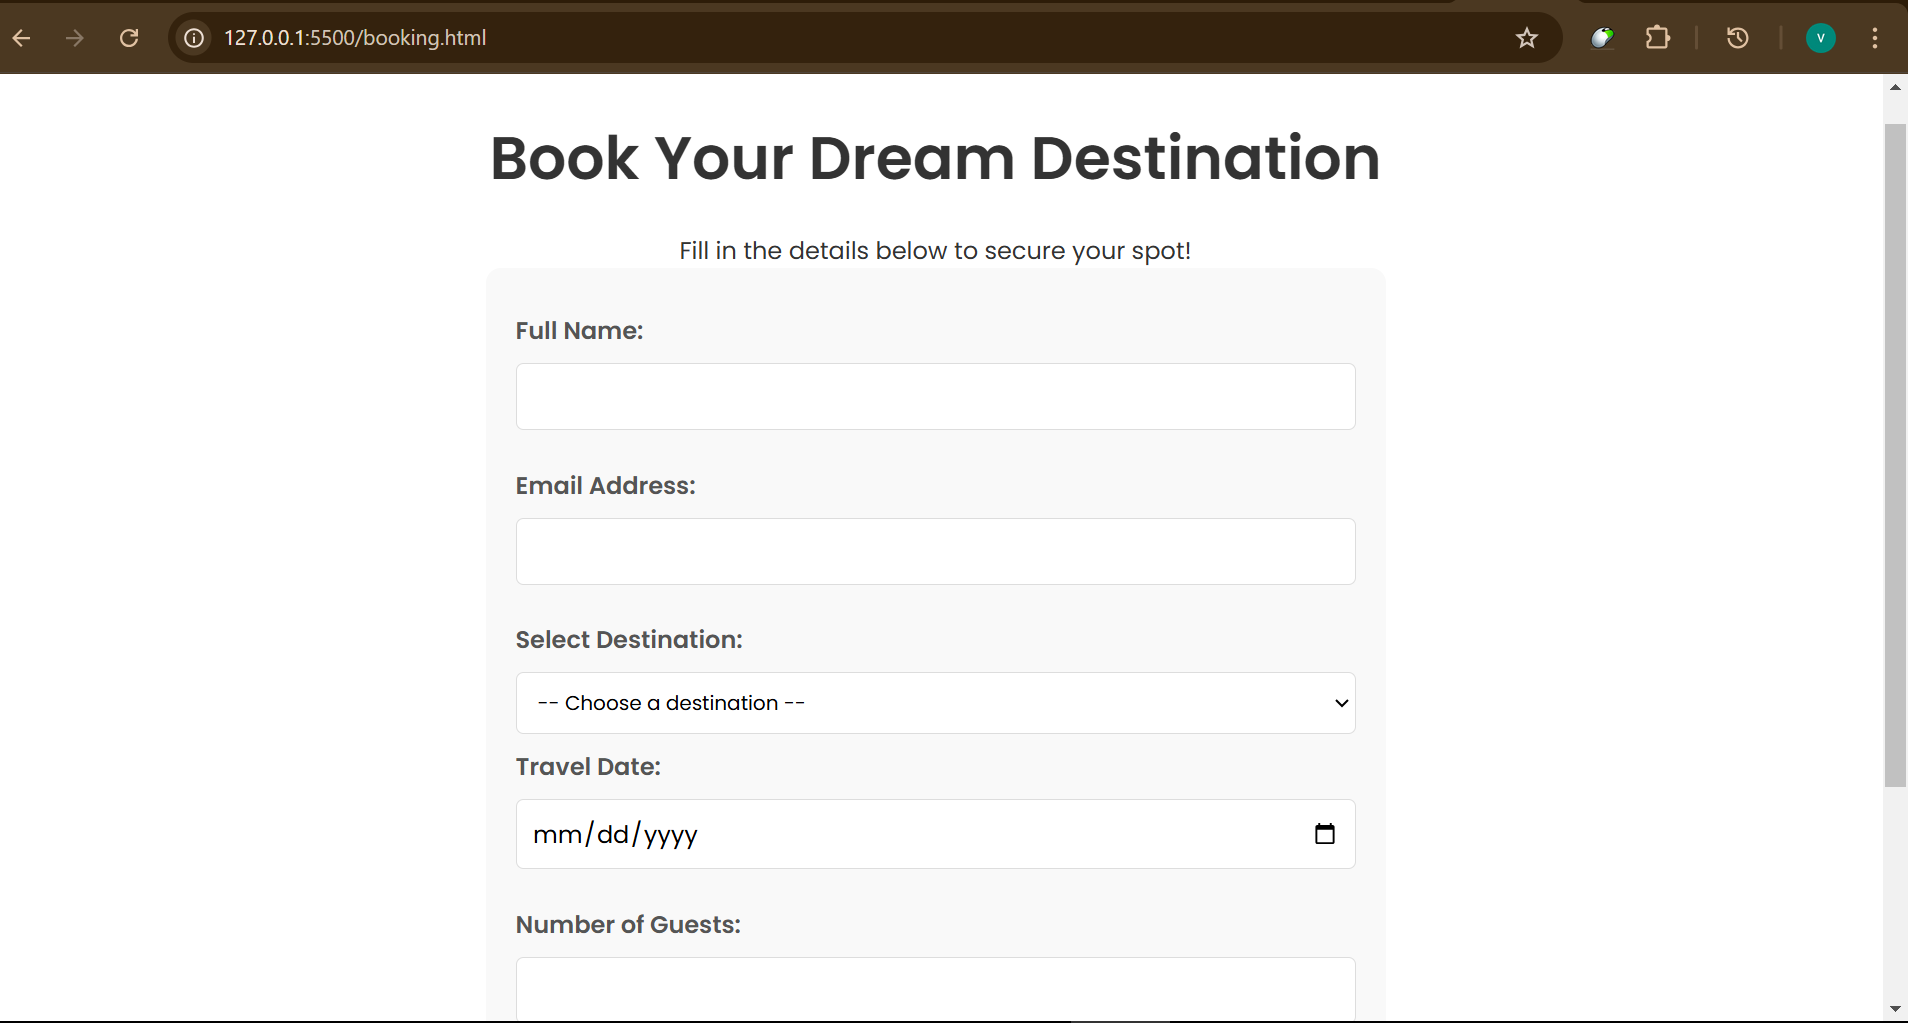 127.0.0.1:5500/booking.html
V
Book Your Dream Destination
Fill in the details below to secure your spot!
Full Name:
Email Address:
Select Destination:
-- Choose a destination --
Travel Date:
mm/dd/yyyy
Number of Guests: